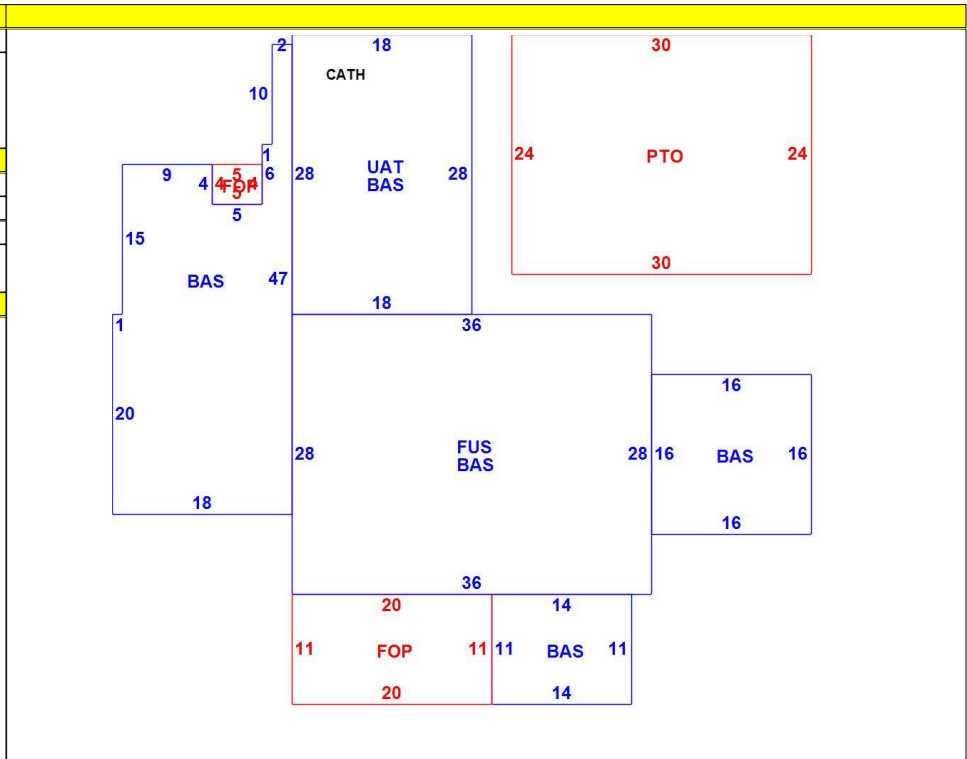 2 18 30
CATH
10
1
9 4 4 5 FOP 4 6 28 UAT 28 24 PTO 24
5 BAS
5
15
BAS 47
30
18
1 36
16
20
28 FUS 28 16 BAS 16
BAS
18
16
36
20 14
11 FOP 11 11 BAS 11
20 14